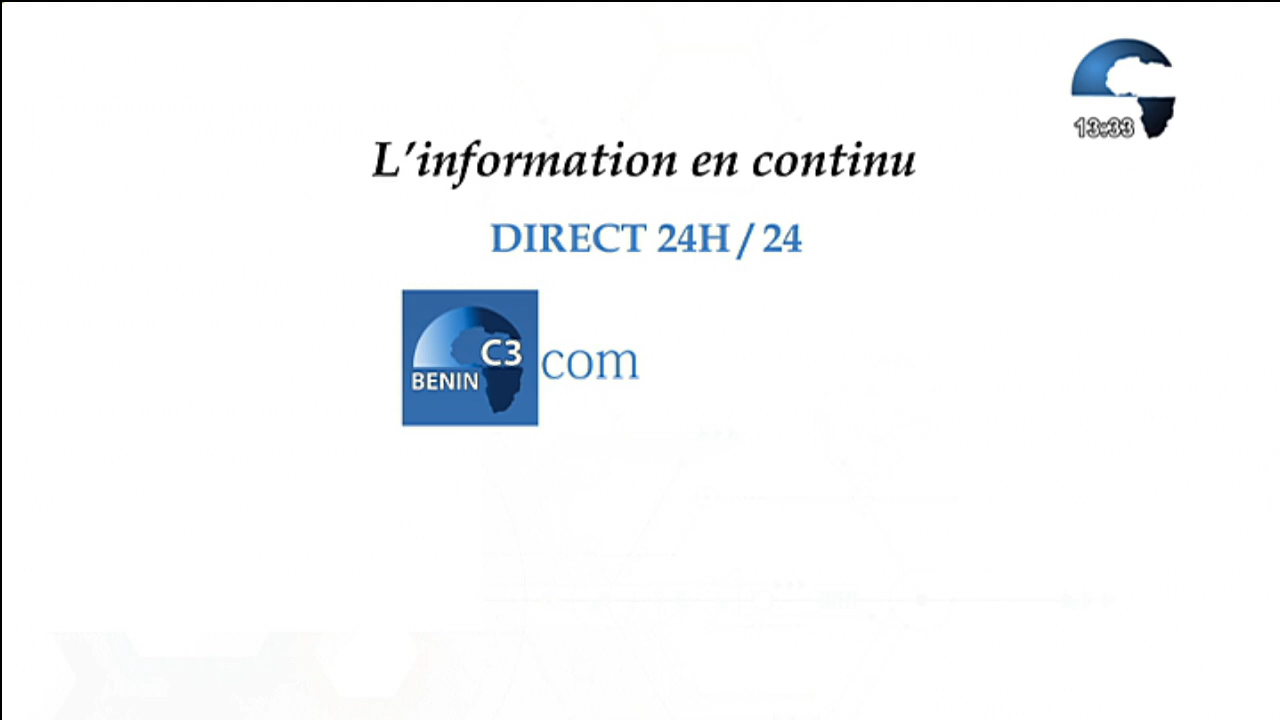 13:33
L'information en continu
DIRECT 24H / 24
C3
BENIN
com